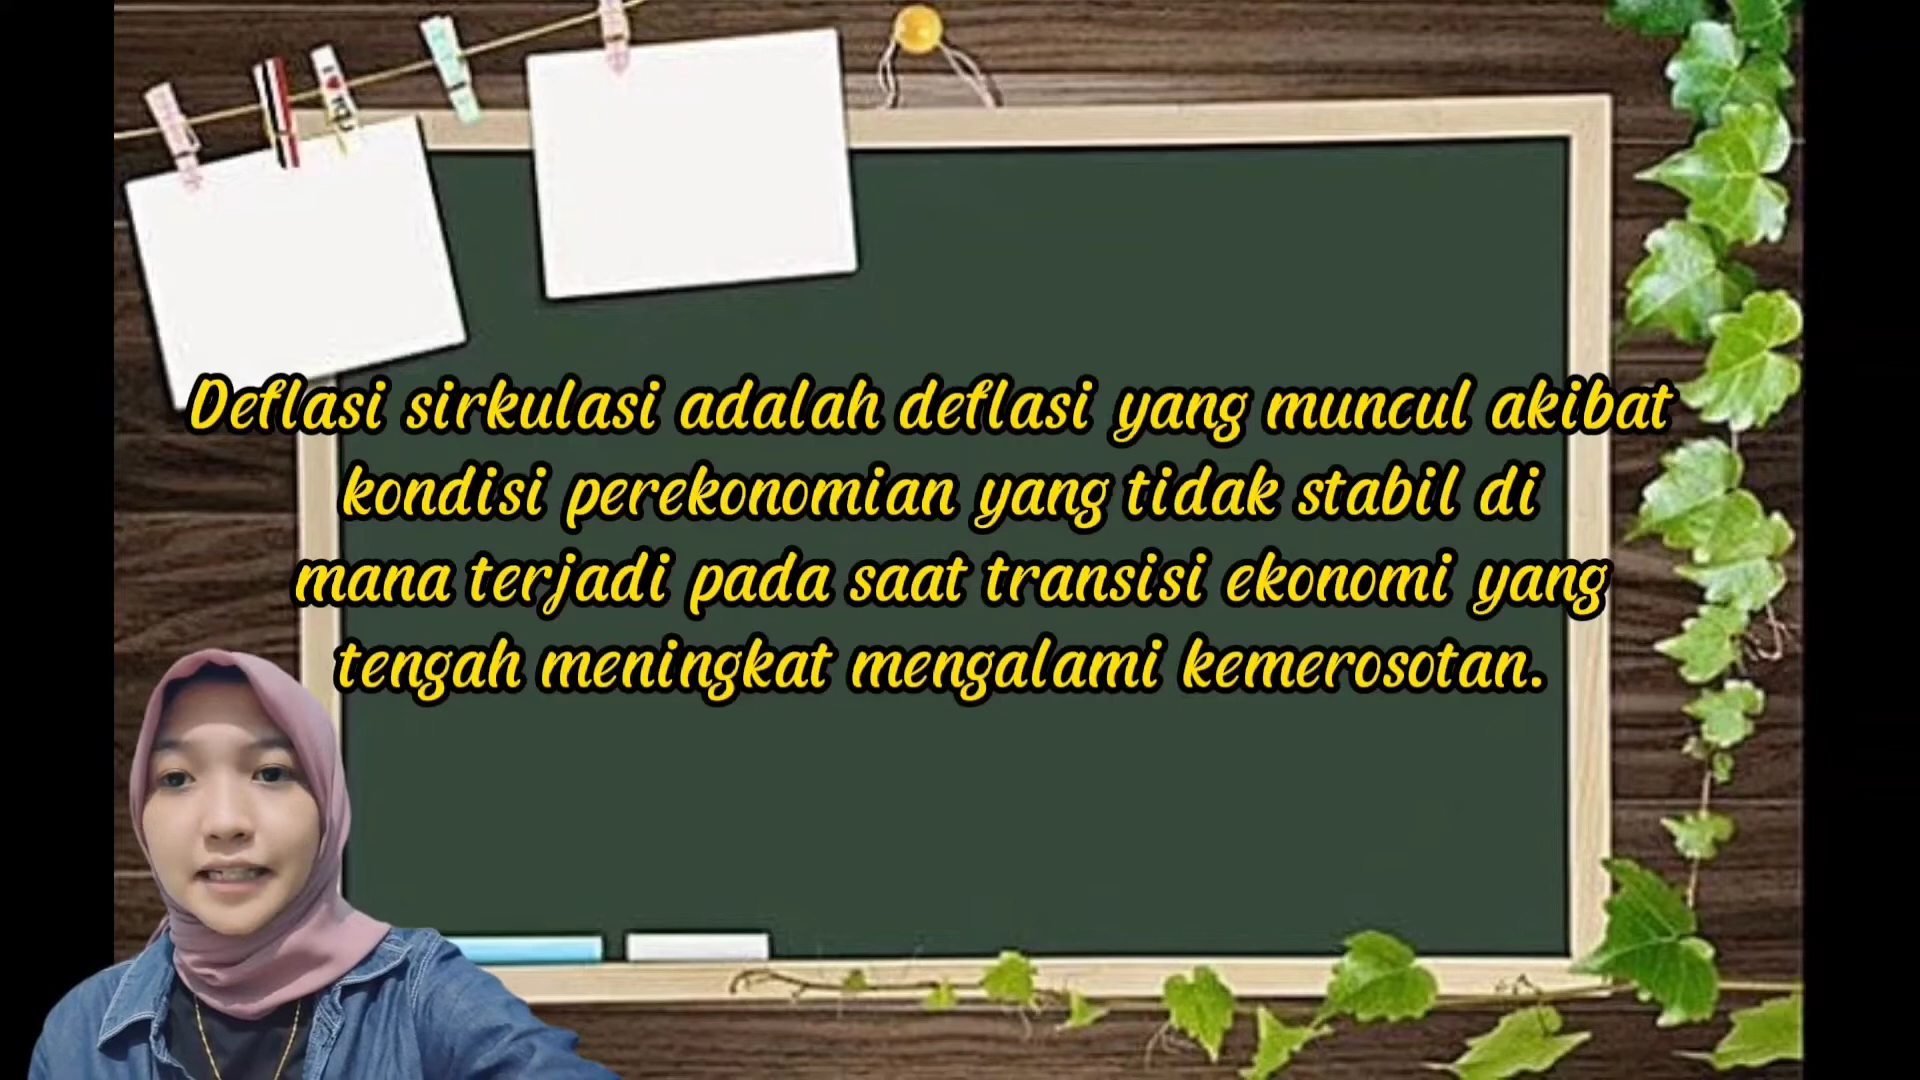 Deflasi sirkulasi adalah deflasi yang muncul akibat
kondisi perekonomian yang tidak stabil di
mana terjadi pada saat transisi ekonomi yang
tengah meningkat mengalami kemerosotan.